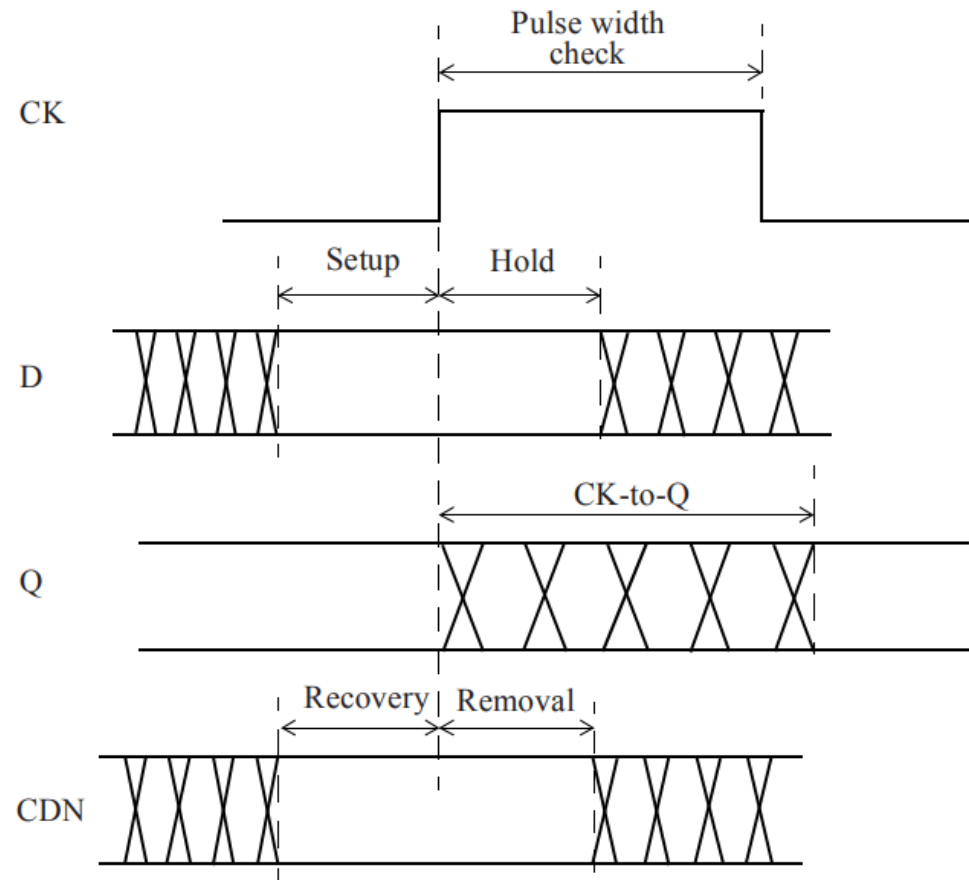 Pulse width
check
CK
Setup
Hold
D
CK-to-Q
Q
Recovery
Removal
CDN